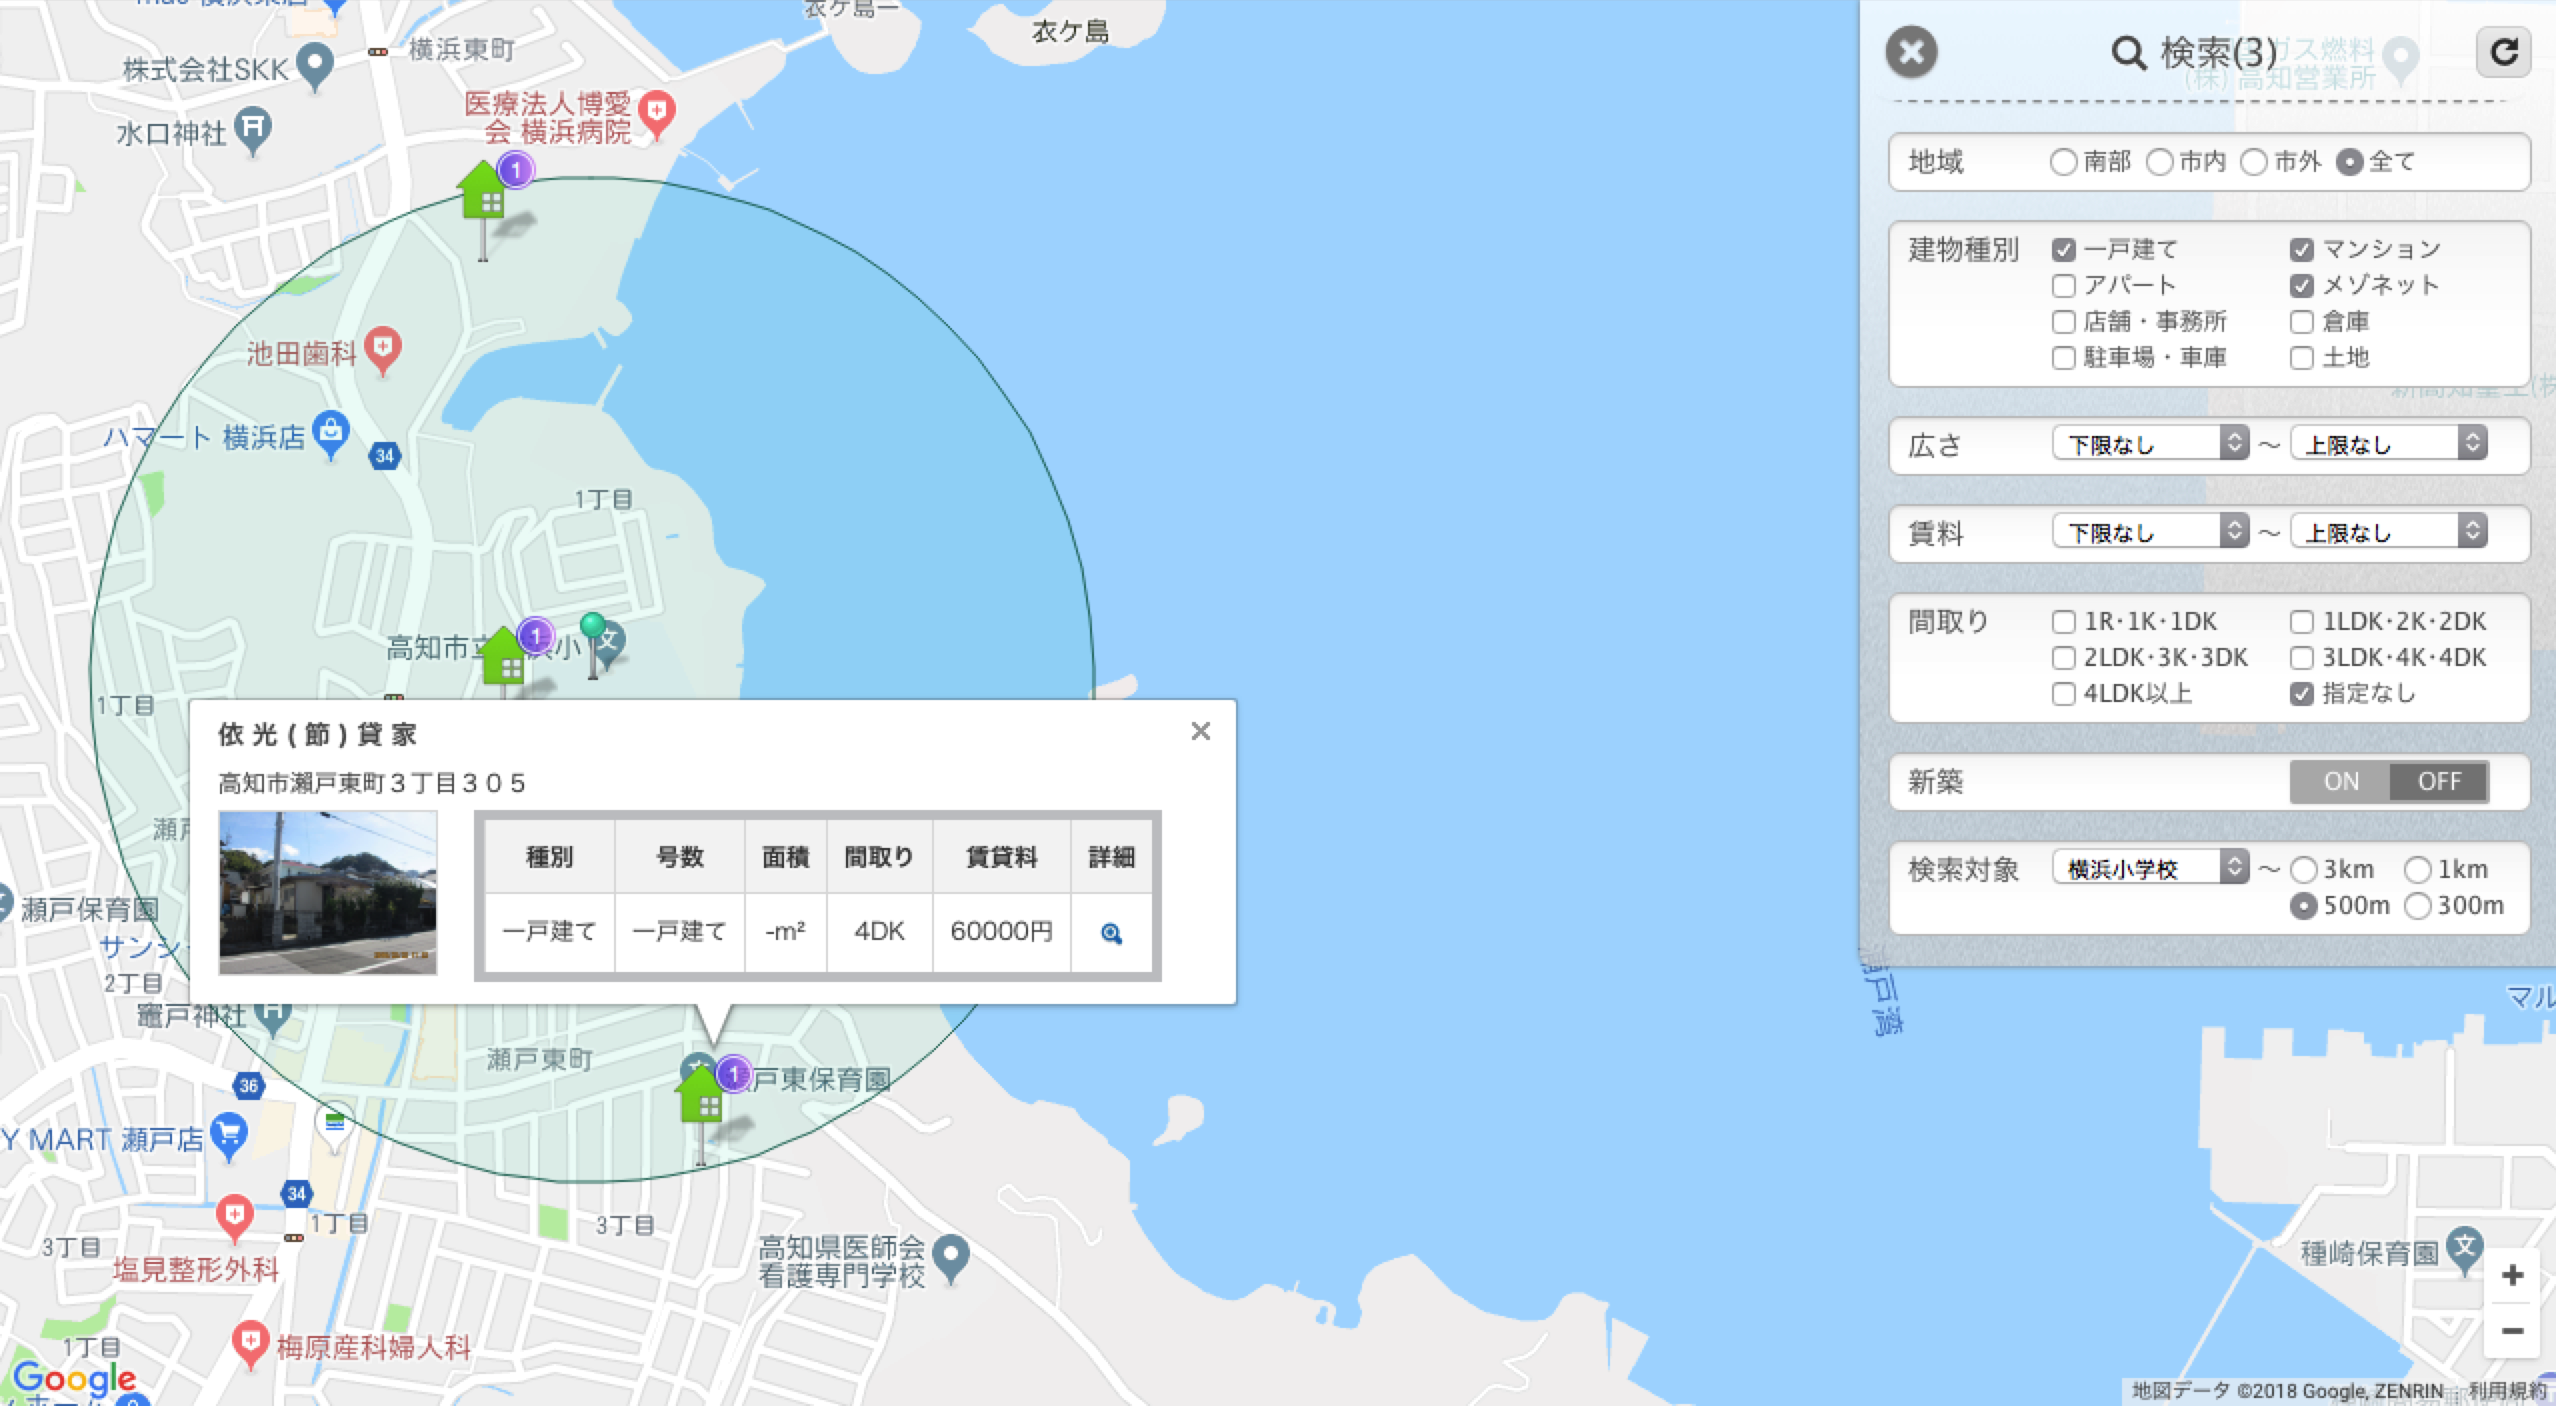 衣ケ島
横浜東町
株式会社SKK
医療法人博愛
会 横浜病院
水口神社
1
池田歯科
ハマート 横浜店
34
1丁目
高知市立
浜小
1
1丁目
依光(節)貸家
高知市瀬戸東町3丁目305
種別 号数 面積 間取り 賃貸料 詳細
一戸建て 一戸建て -m² 4DK 60000円
瀬戸保育園
サンシ
2丁目
竈戸神社
瀬戸東町
戸東保育園
1
36
Y MART 瀬戸店
34
1丁目
3丁目
3丁目
塩見整形外科
高知県医師会
看護専門学校
梅原産科婦人科
1丁目
Google
検索(3)
ガス燃料
(株) 高知営業所
地域 南部 市内 市外 全て
建物種別 一戸建て マンション
アパート メゾネット
店舗・事務所 倉庫
駐車場・車庫 土地
広さ 下限なし ~ 上限なし
賃料 下限なし ~ 上限なし
間取り 1R・1K・1DK 1LDK・2K・2DK
2LDK・3K・3DK 3LDK・4K・4DK
4LDK以上 指定なし
新築 ON OFF
検索対象 横浜小学校 ~ 3km 1km
500m 300m
マル
種崎保育園
地図データ ©2018 Google, ZENRIN 利用規約